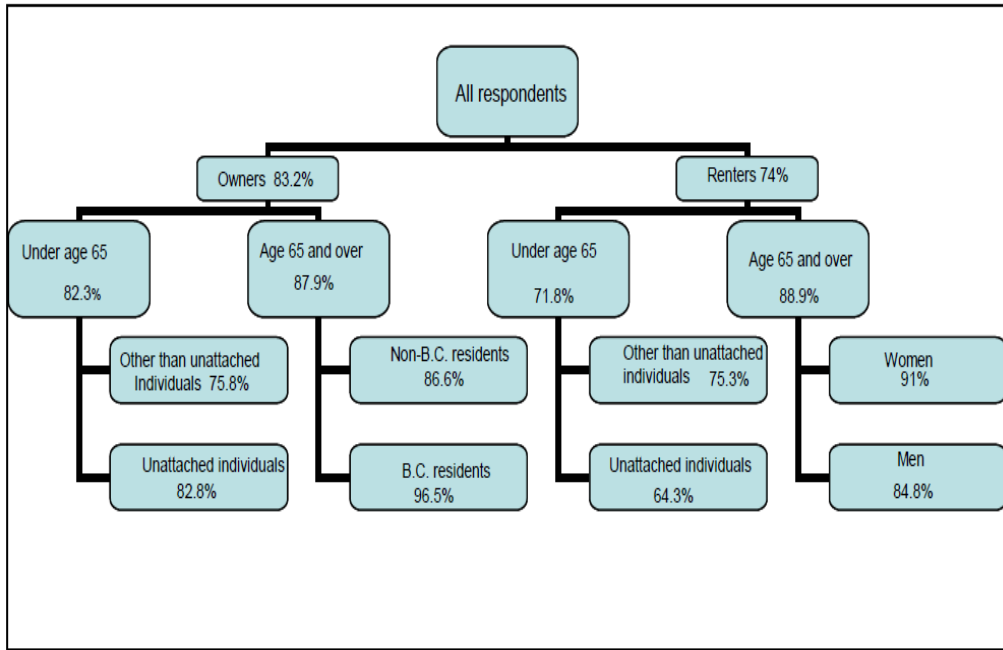 All respondents
Owners 83.2%
Renters 74%
Under age 65
82.3%
Age 65 and over
87.9%
Under age 65
71.8%
Age 65 and over
88.9%
Other than unattached
Individuals 75.8%
Non-B.C. residents
86.6%
Other than unattached
individuals 75.3%
Women
91%
Unattached individuals
82.8%
B.C. residents
96.5%
Unattached individuals
64.3%
Men
84.8%